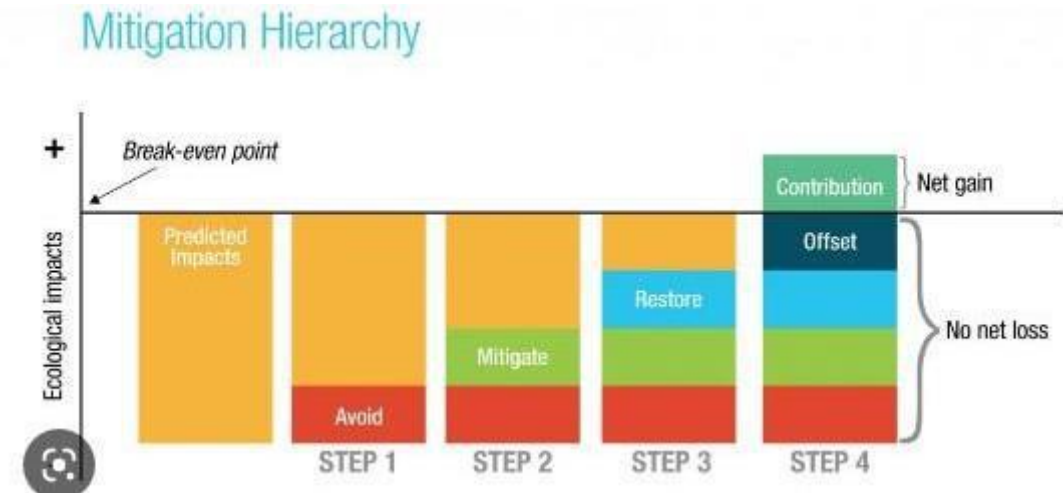 Mitigation Hierarchy
+
Break-even point
Ecological impacts
Predicted
Impacts
Avoid
Mitigate
Restore
Contribution
Offset
Net gain
No net loss
STEP 1
STEP 2
STEP 3
STEP 4